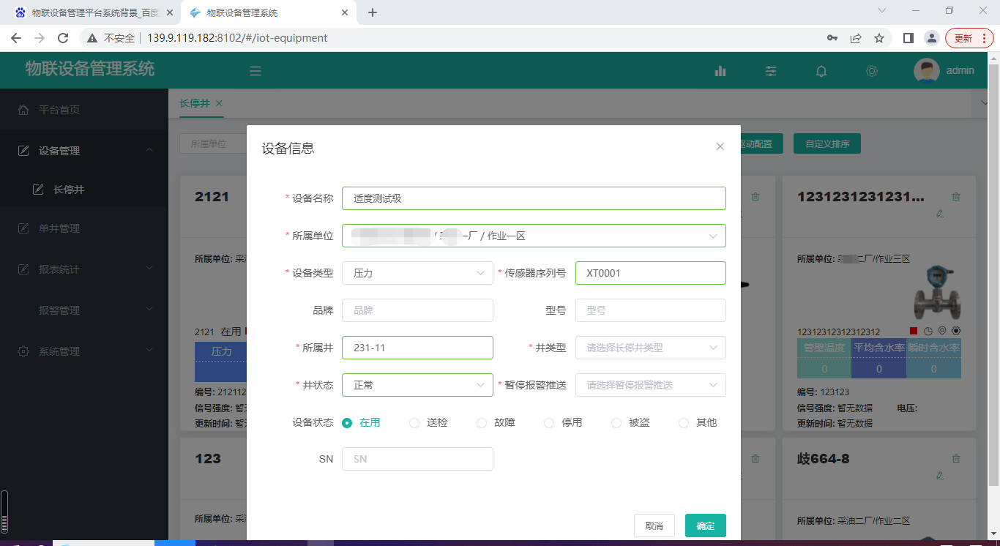 物联设备管理平台系统背景_百度
物联设备管理系统
不安全 139.9.119.182:8102/#/iot-equipment
更新
物联设备管理系统
admin
平台首页
设备管理
长停井
单井管理
报表统计
报警管理
系统管理
长停井
所属单位
驱动配置
自定义排序
2121
所属单位: 采
2121 在用
压力
编号: 212112
信号强度: 暂
更新时间: 暂
123
所属单位: 采
设备信息
* 设备名称 适度测试级
* 所属单位 / 采 一厂 / 作业一区
* 设备类型 压力 * 传感器序列号 XT0001
品牌 品牌 型号 型号
* 所属井 231-11 * 井类型 请选择长停井类型
* 井状态 正常 * 暂停报警推送 请选择暂停报警推送
设备状态 在用 送检 故障 停用 被盗 其他
SN SN
取消 确定
1231231231231...
所属单位: 二厂/作业三区
12312312312312312
管壁温度 平均含水率 瞬时含水率
0 0 0
编号: 123123
信号强度: 暂无数据 电压:
更新时间: 暂无数据
歧664-8
所属单位: 采油二厂/作业二区